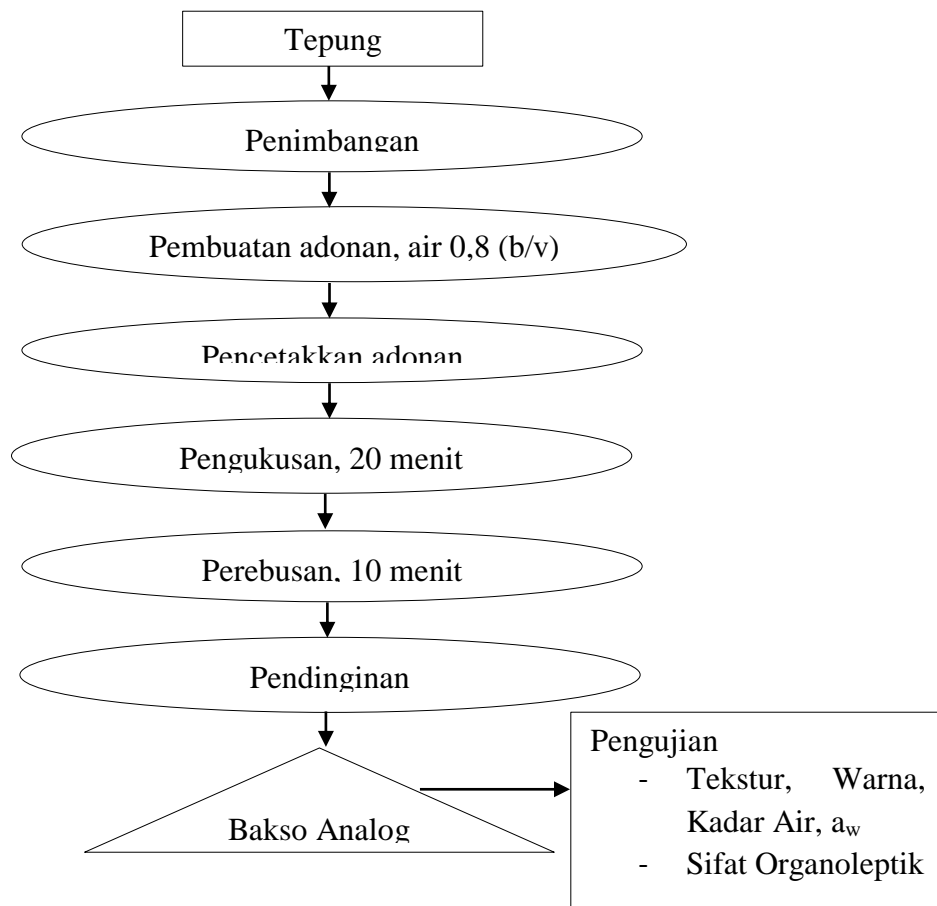 Tepung
Penimbangan
Pembuatan adonan, air 0,8 (b/v)
Pencetakkan adonan
Pengukusan, 20 menit
Perebusan, 10 menit
Pendinginan
Bakso Analog
Pengujian
- Tekstur, Warna,
Kadar Air, a_w
- Sifat Organoleptik